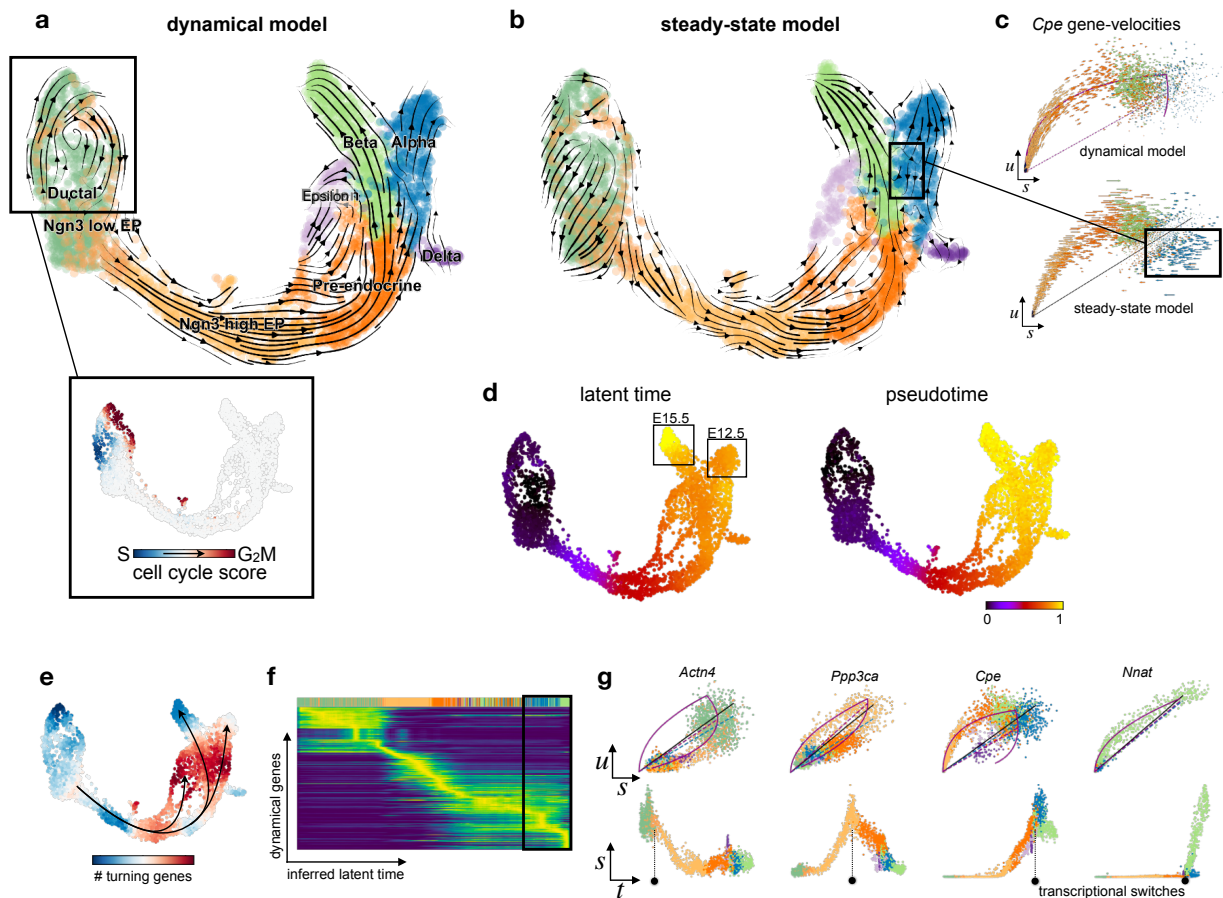 a
dynamical model
b
steady-state model
c
Cpe gene-velocities
Beta
Alpha
Ductal
Epsilon
Ngn3 low EP
Delta
Pre-endocrine
Ngn3 high EP
u
s
dynamical model
u
s
steady-state model
S
G2M
cell cycle score
d
latent time
pseudotime
E15.5
E12.5
0
1
e
# turning genes
f
dynamical genes
inferred latent time
g
Actn4
Ppp3ca
Cpe
Nnat
u
s
s
t
transcriptional switches